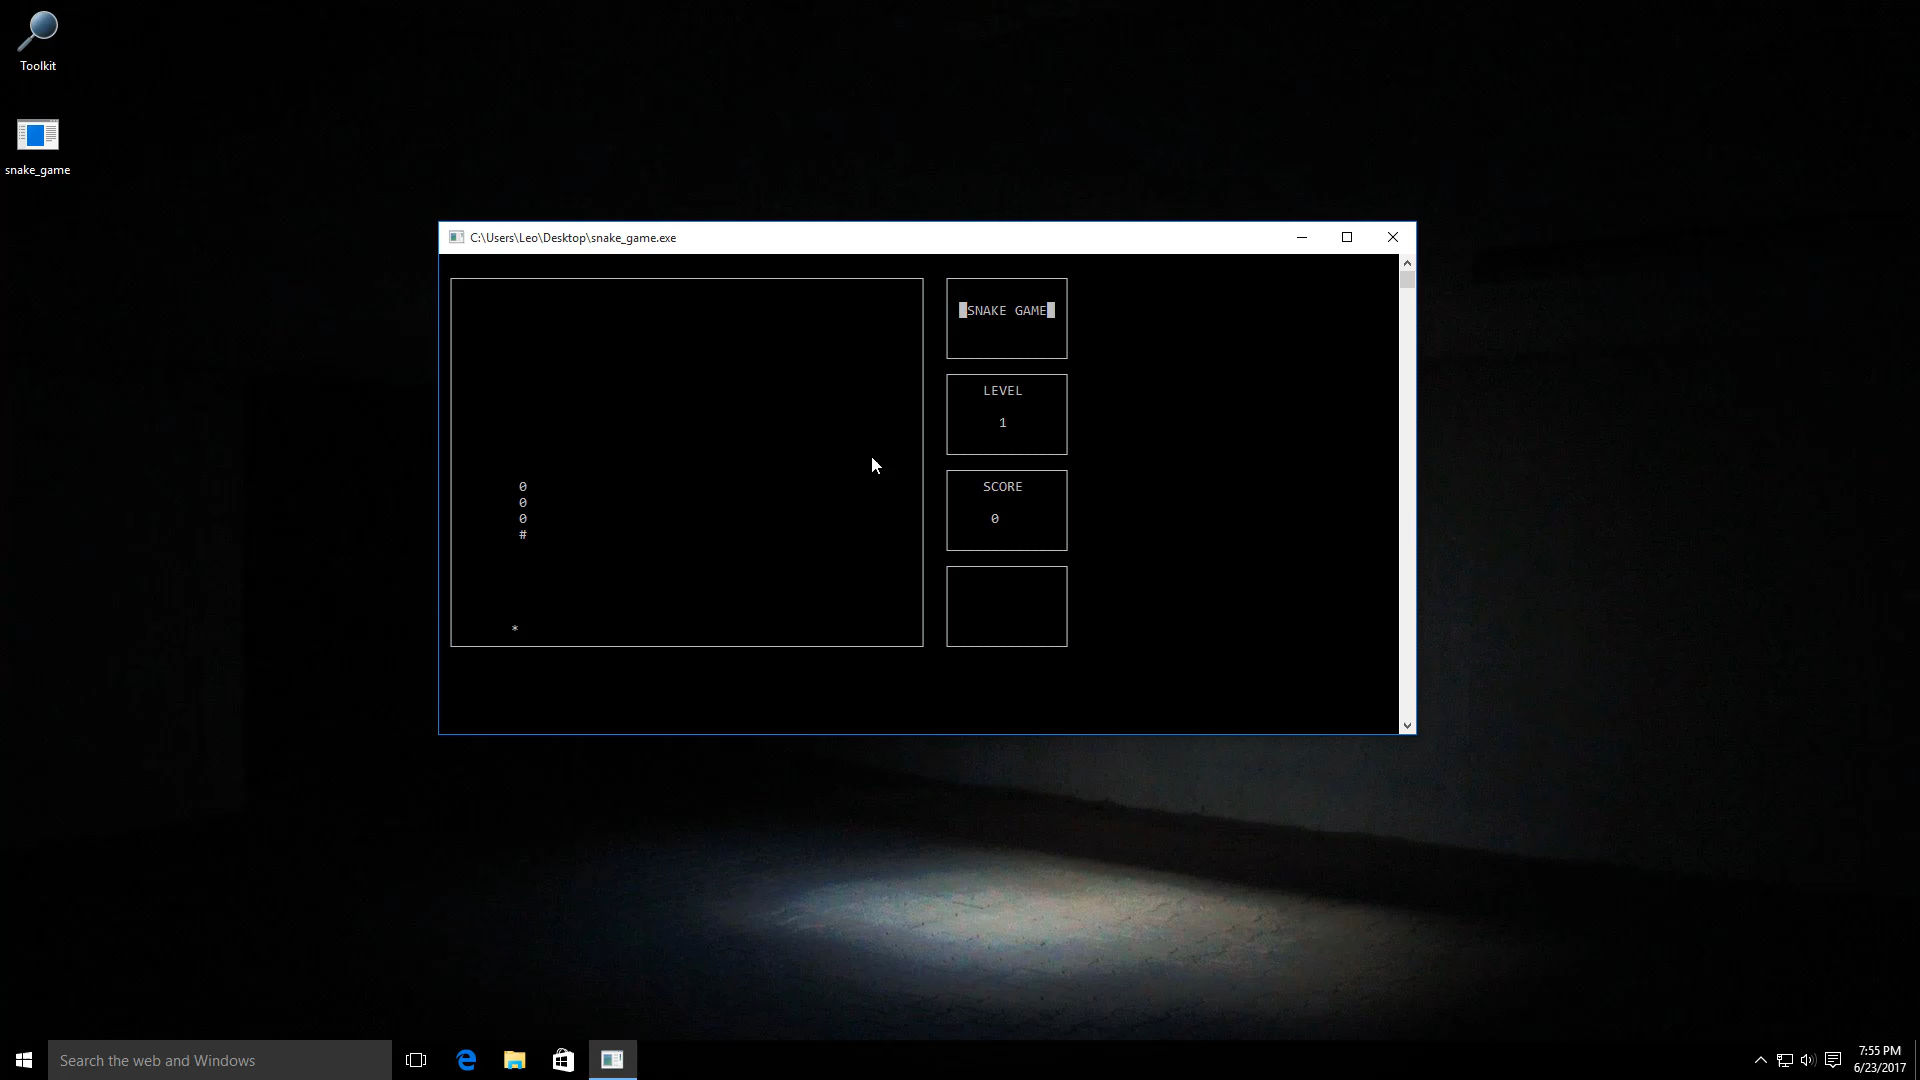 Toolkit
snake_game
C:\Users\Leo\Desktop\snake_game.exe
SNAKE GAME
LEVEL
1
SCORE
0
0
0
0
#
*
Search the web and Windows
7:55 PM
6/23/2017